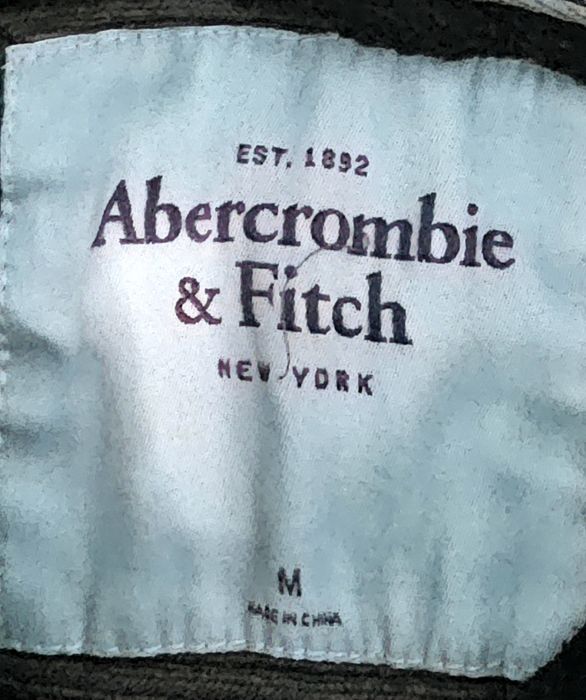 EST. 1892
Abercrombie
& Fitch
NEW YORK
M
MADE IN CHINA